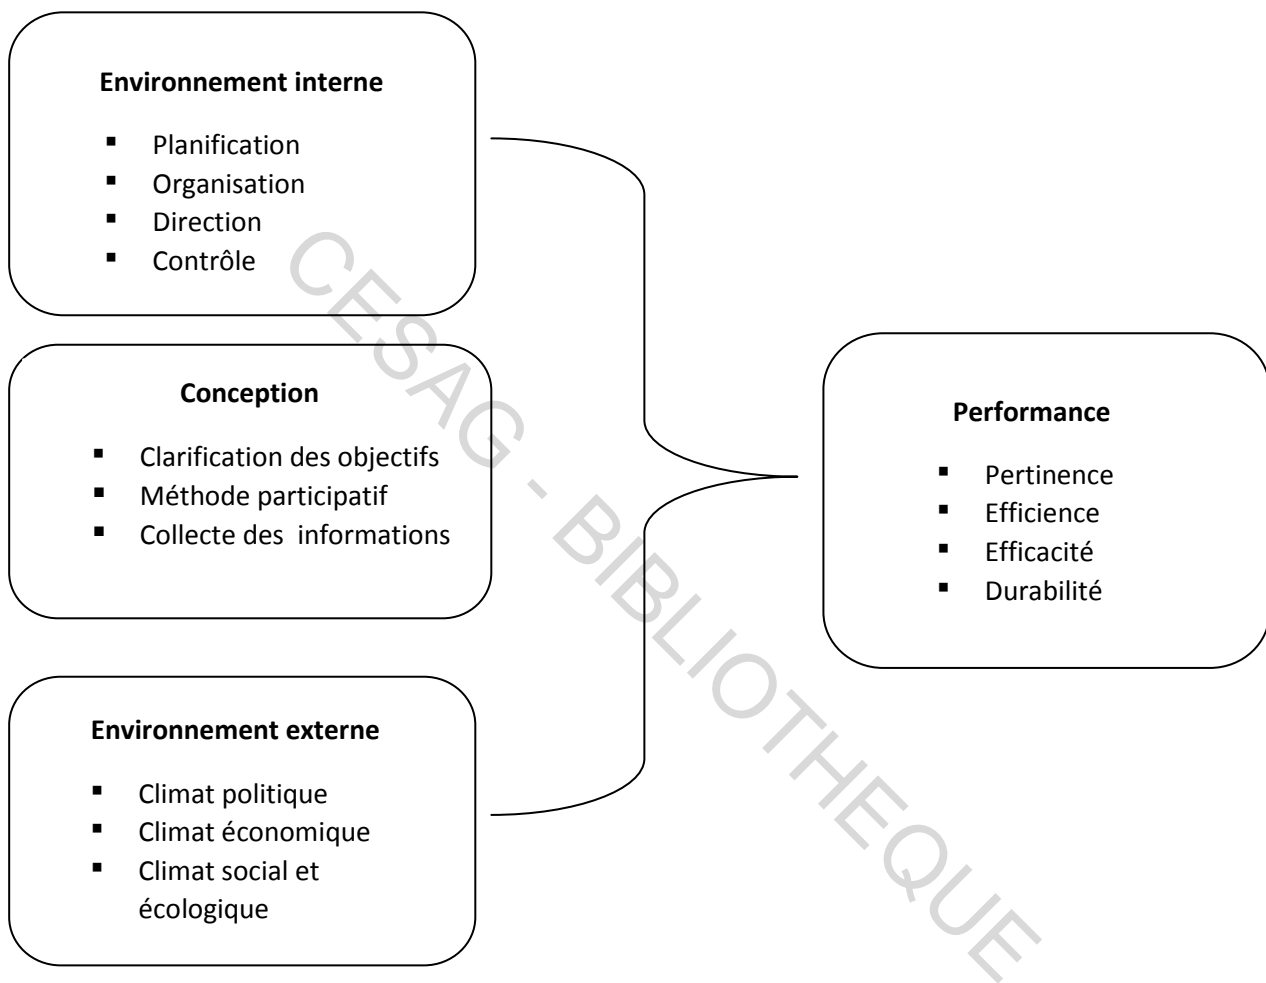 Environnement interne
▪ Planification
▪ Organisation
▪ Direction
▪ Contrôle
Conception
▪ Clarification des objectifs
▪ Méthode participatif
▪ Collecte des informations
Environnement externe
▪ Climat politique
▪ Climat économique
▪ Climat social et
écologique
Performance
▪ Pertinence
▪ Efficience
▪ Efficacité
▪ Durabilité
CESAG - BIBLIOTHEQUE